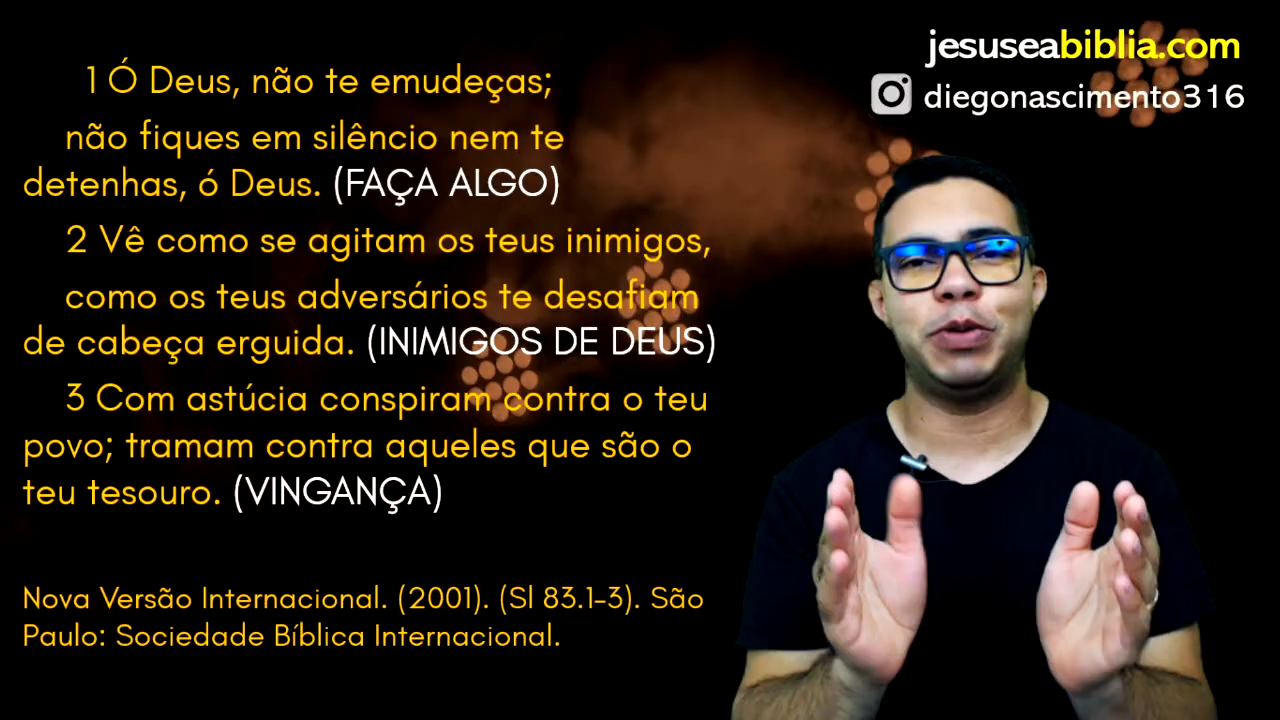 jesuseabiblia.com
diegonascimento316
1 Ó Deus, não te emudeças;
não fiques em silêncio nem te
detenhas, ó Deus. (FAÇA ALGO)
2 Vê como se agitam os teus inimigos,
como os teus adversários te desafiam
de cabeça erguida. (INIMIGOS DE DEUS)
3 Com astúcia conspiram contra o teu
povo; tramam contra aqueles que são o
teu tesouro. (VINGANÇA)
Nova Versão Internacional. (2001). (Sl 83.1-3). São
Paulo: Sociedade Bíblica Internacional.